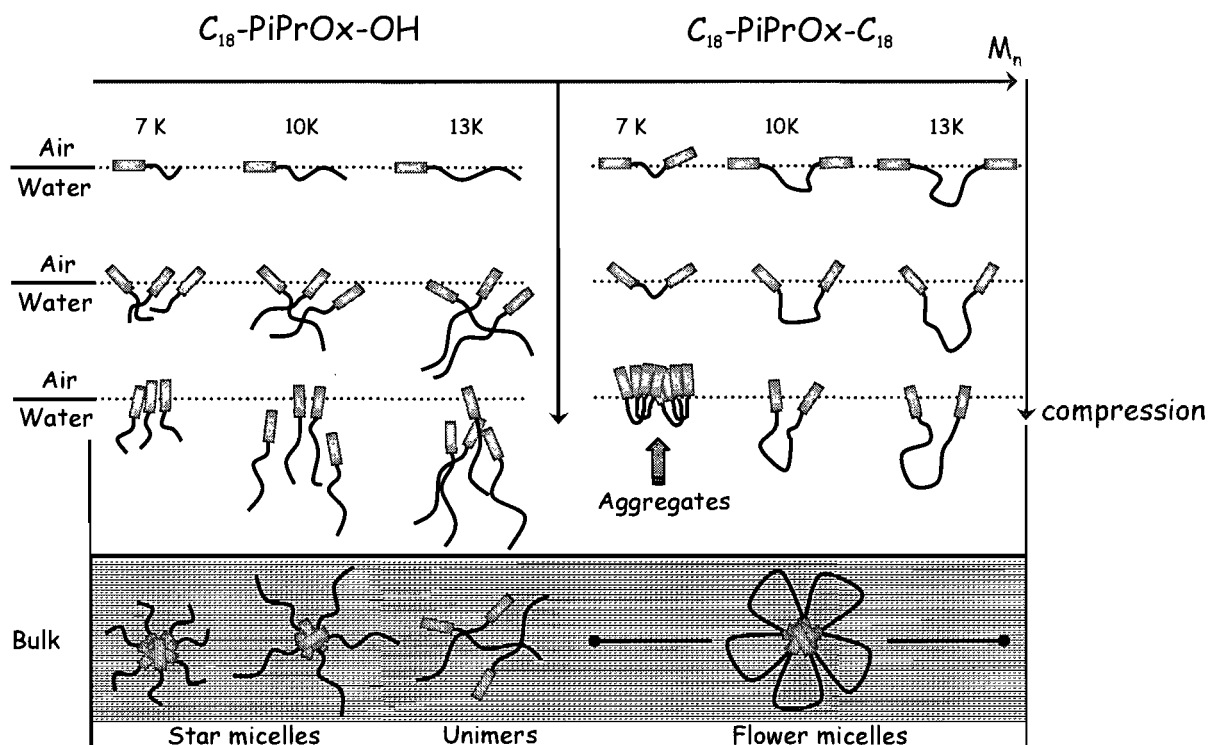 C₁₈-PiPrOx-OH
C₁₈-PiPrOx-C₁₈
Mₙ
7 K
10K
13K
7 K
10K
13K
Air
Water
Air
Water
Air
Water
compression
Aggregates
Bulk
Star micelles
Unimers
Flower micelles